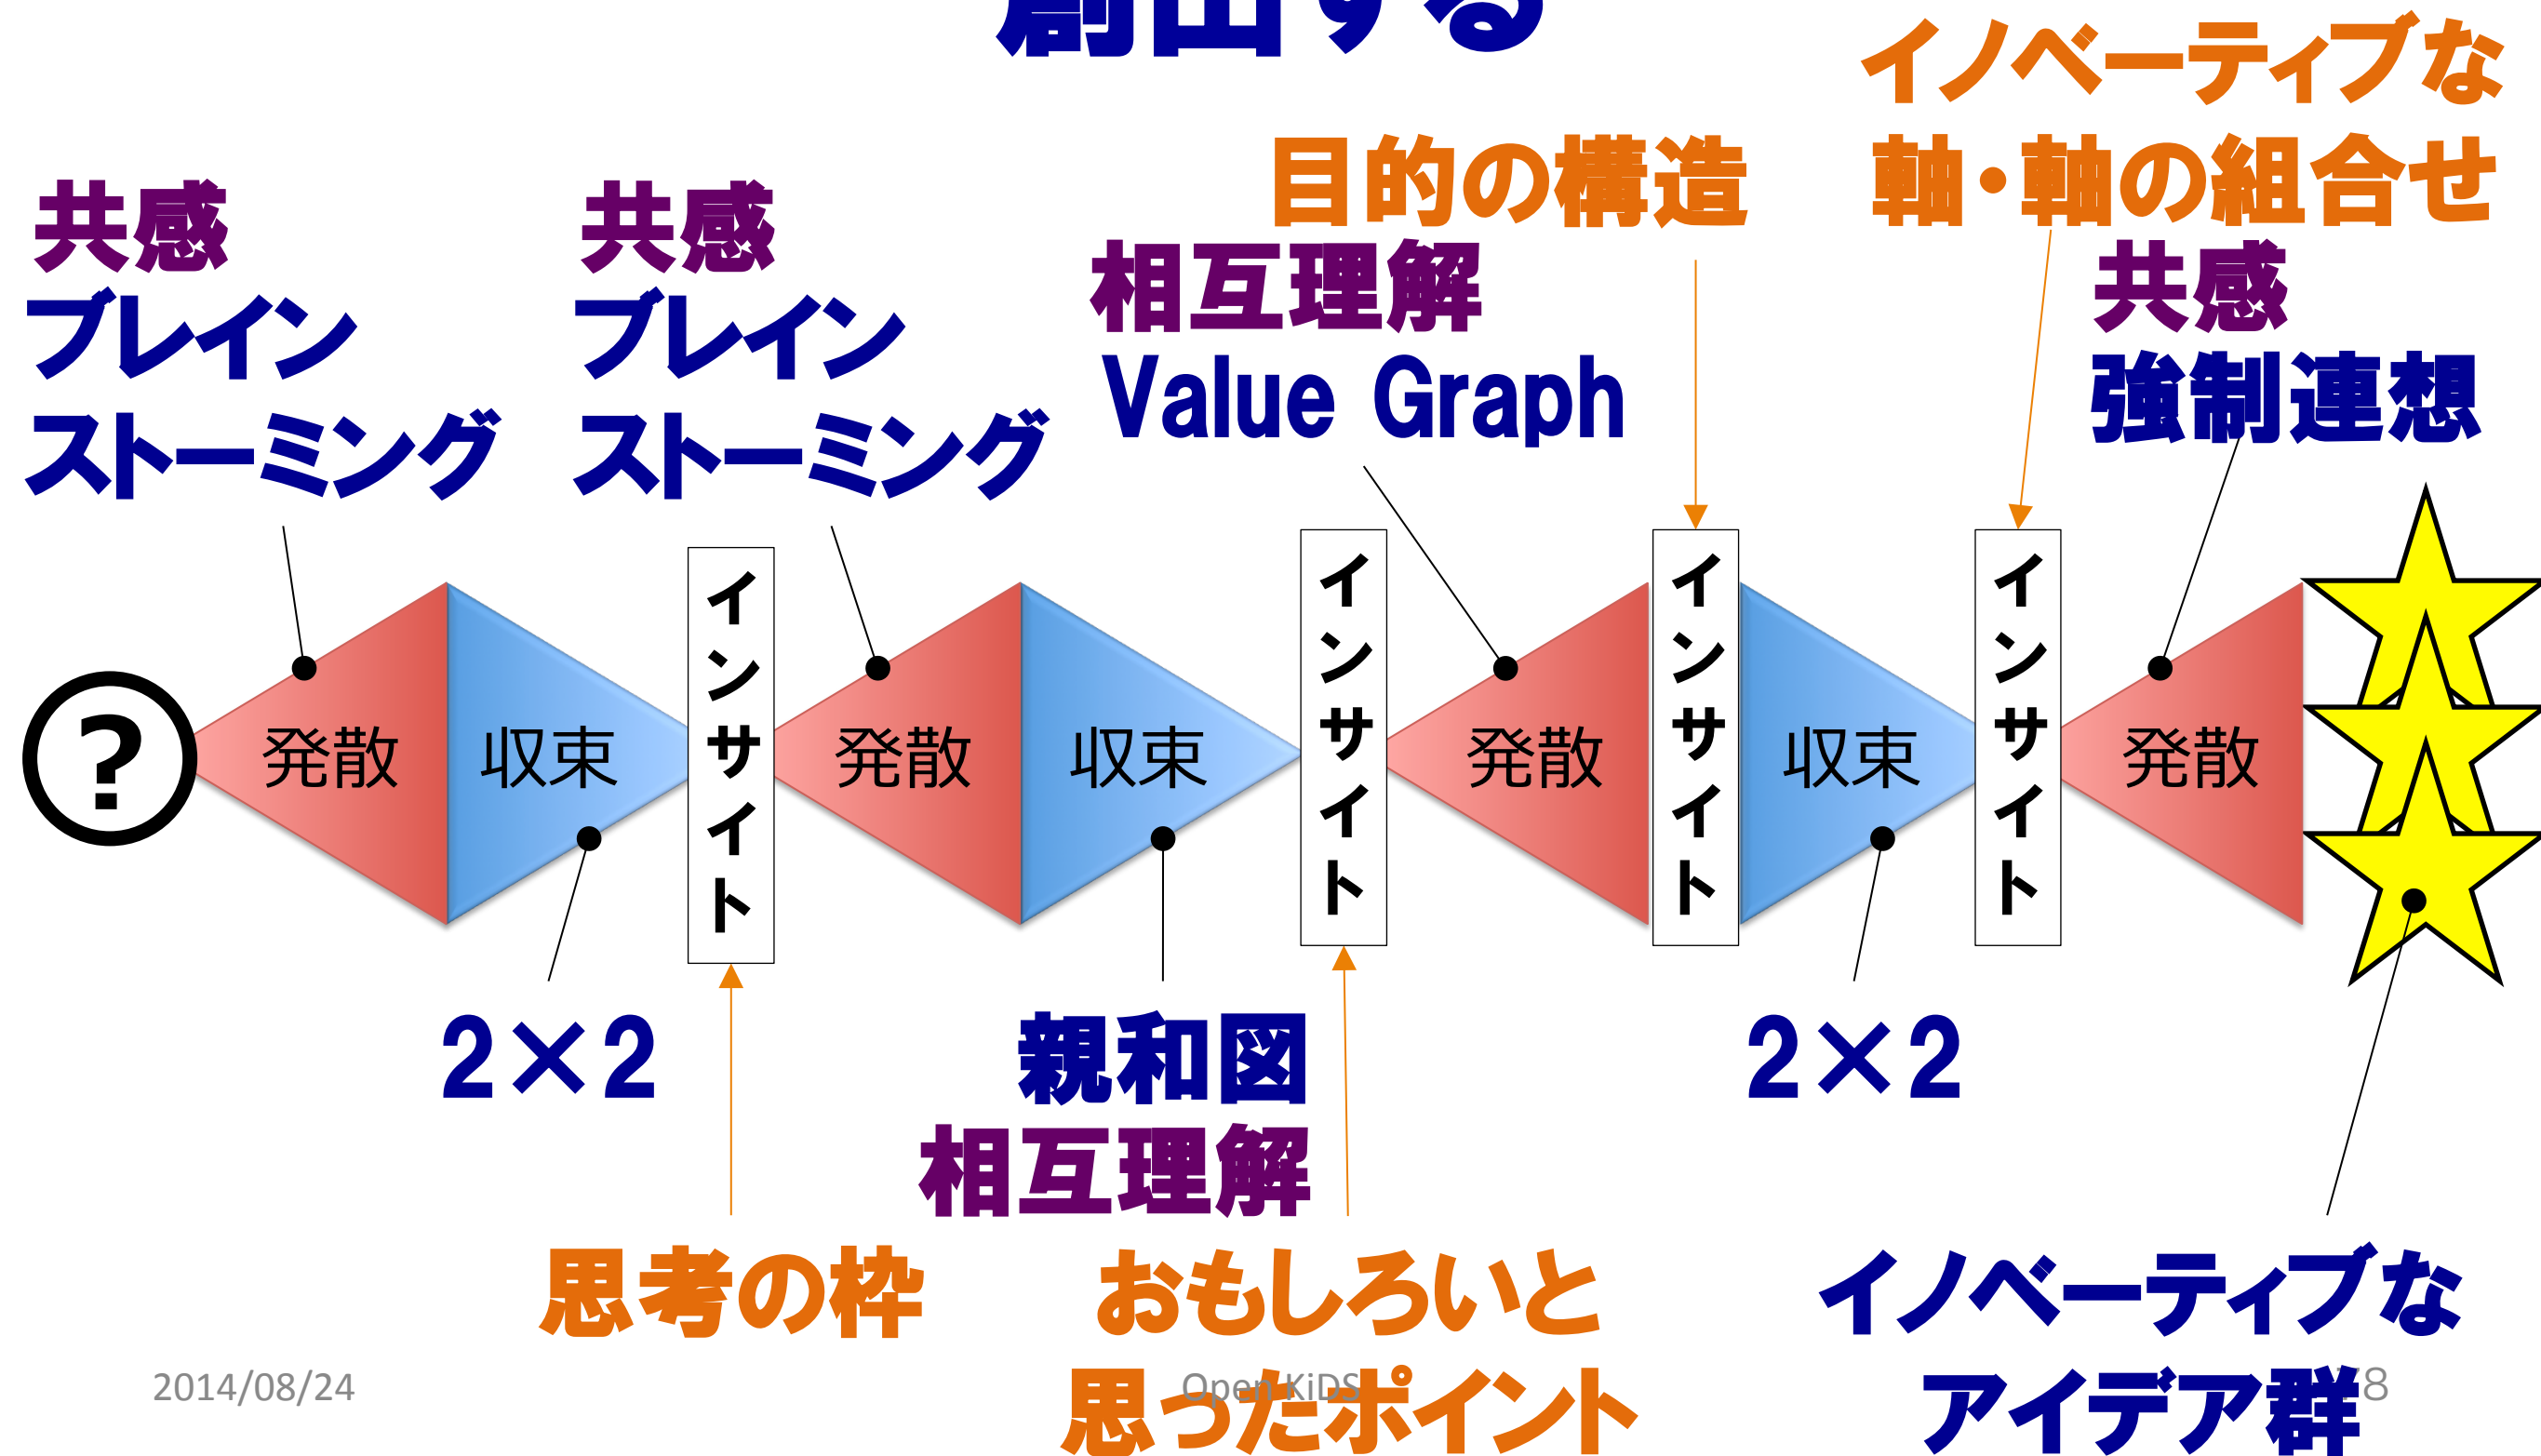 創出する
イノベーティブな
軸・軸の組合せ
目的の構造
共感
ブレイン
ストーミング
共感
ブレイン
ストーミング
相互理解
Value Graph
共感
強制連想
?
発散
収束
インサイト
発散
収束
インサイト
発散
インサイト
収束
インサイト
発散
2×2
親和図
相互理解
2×2
思考の枠
おもしろいと
思ったポイント
イノベーティブな
アイデア群
2014/08/24
Open KiDS